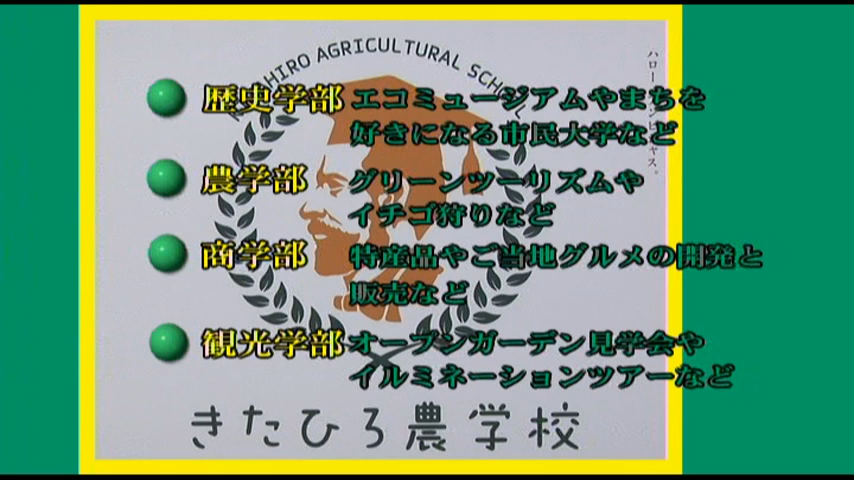 HIRO AGRICULTURAL SCHOOL
歴史学部 エコミュージアムやまちを
好きになる市民大学など
農学部 グリーンツーリズムや
イチゴ狩りなど
商学部 特産品やご当地グルメの開発と
販売など
観光学部 オープンガーデン見学会や
イルミネーションツアーなど
きたひろ農学校